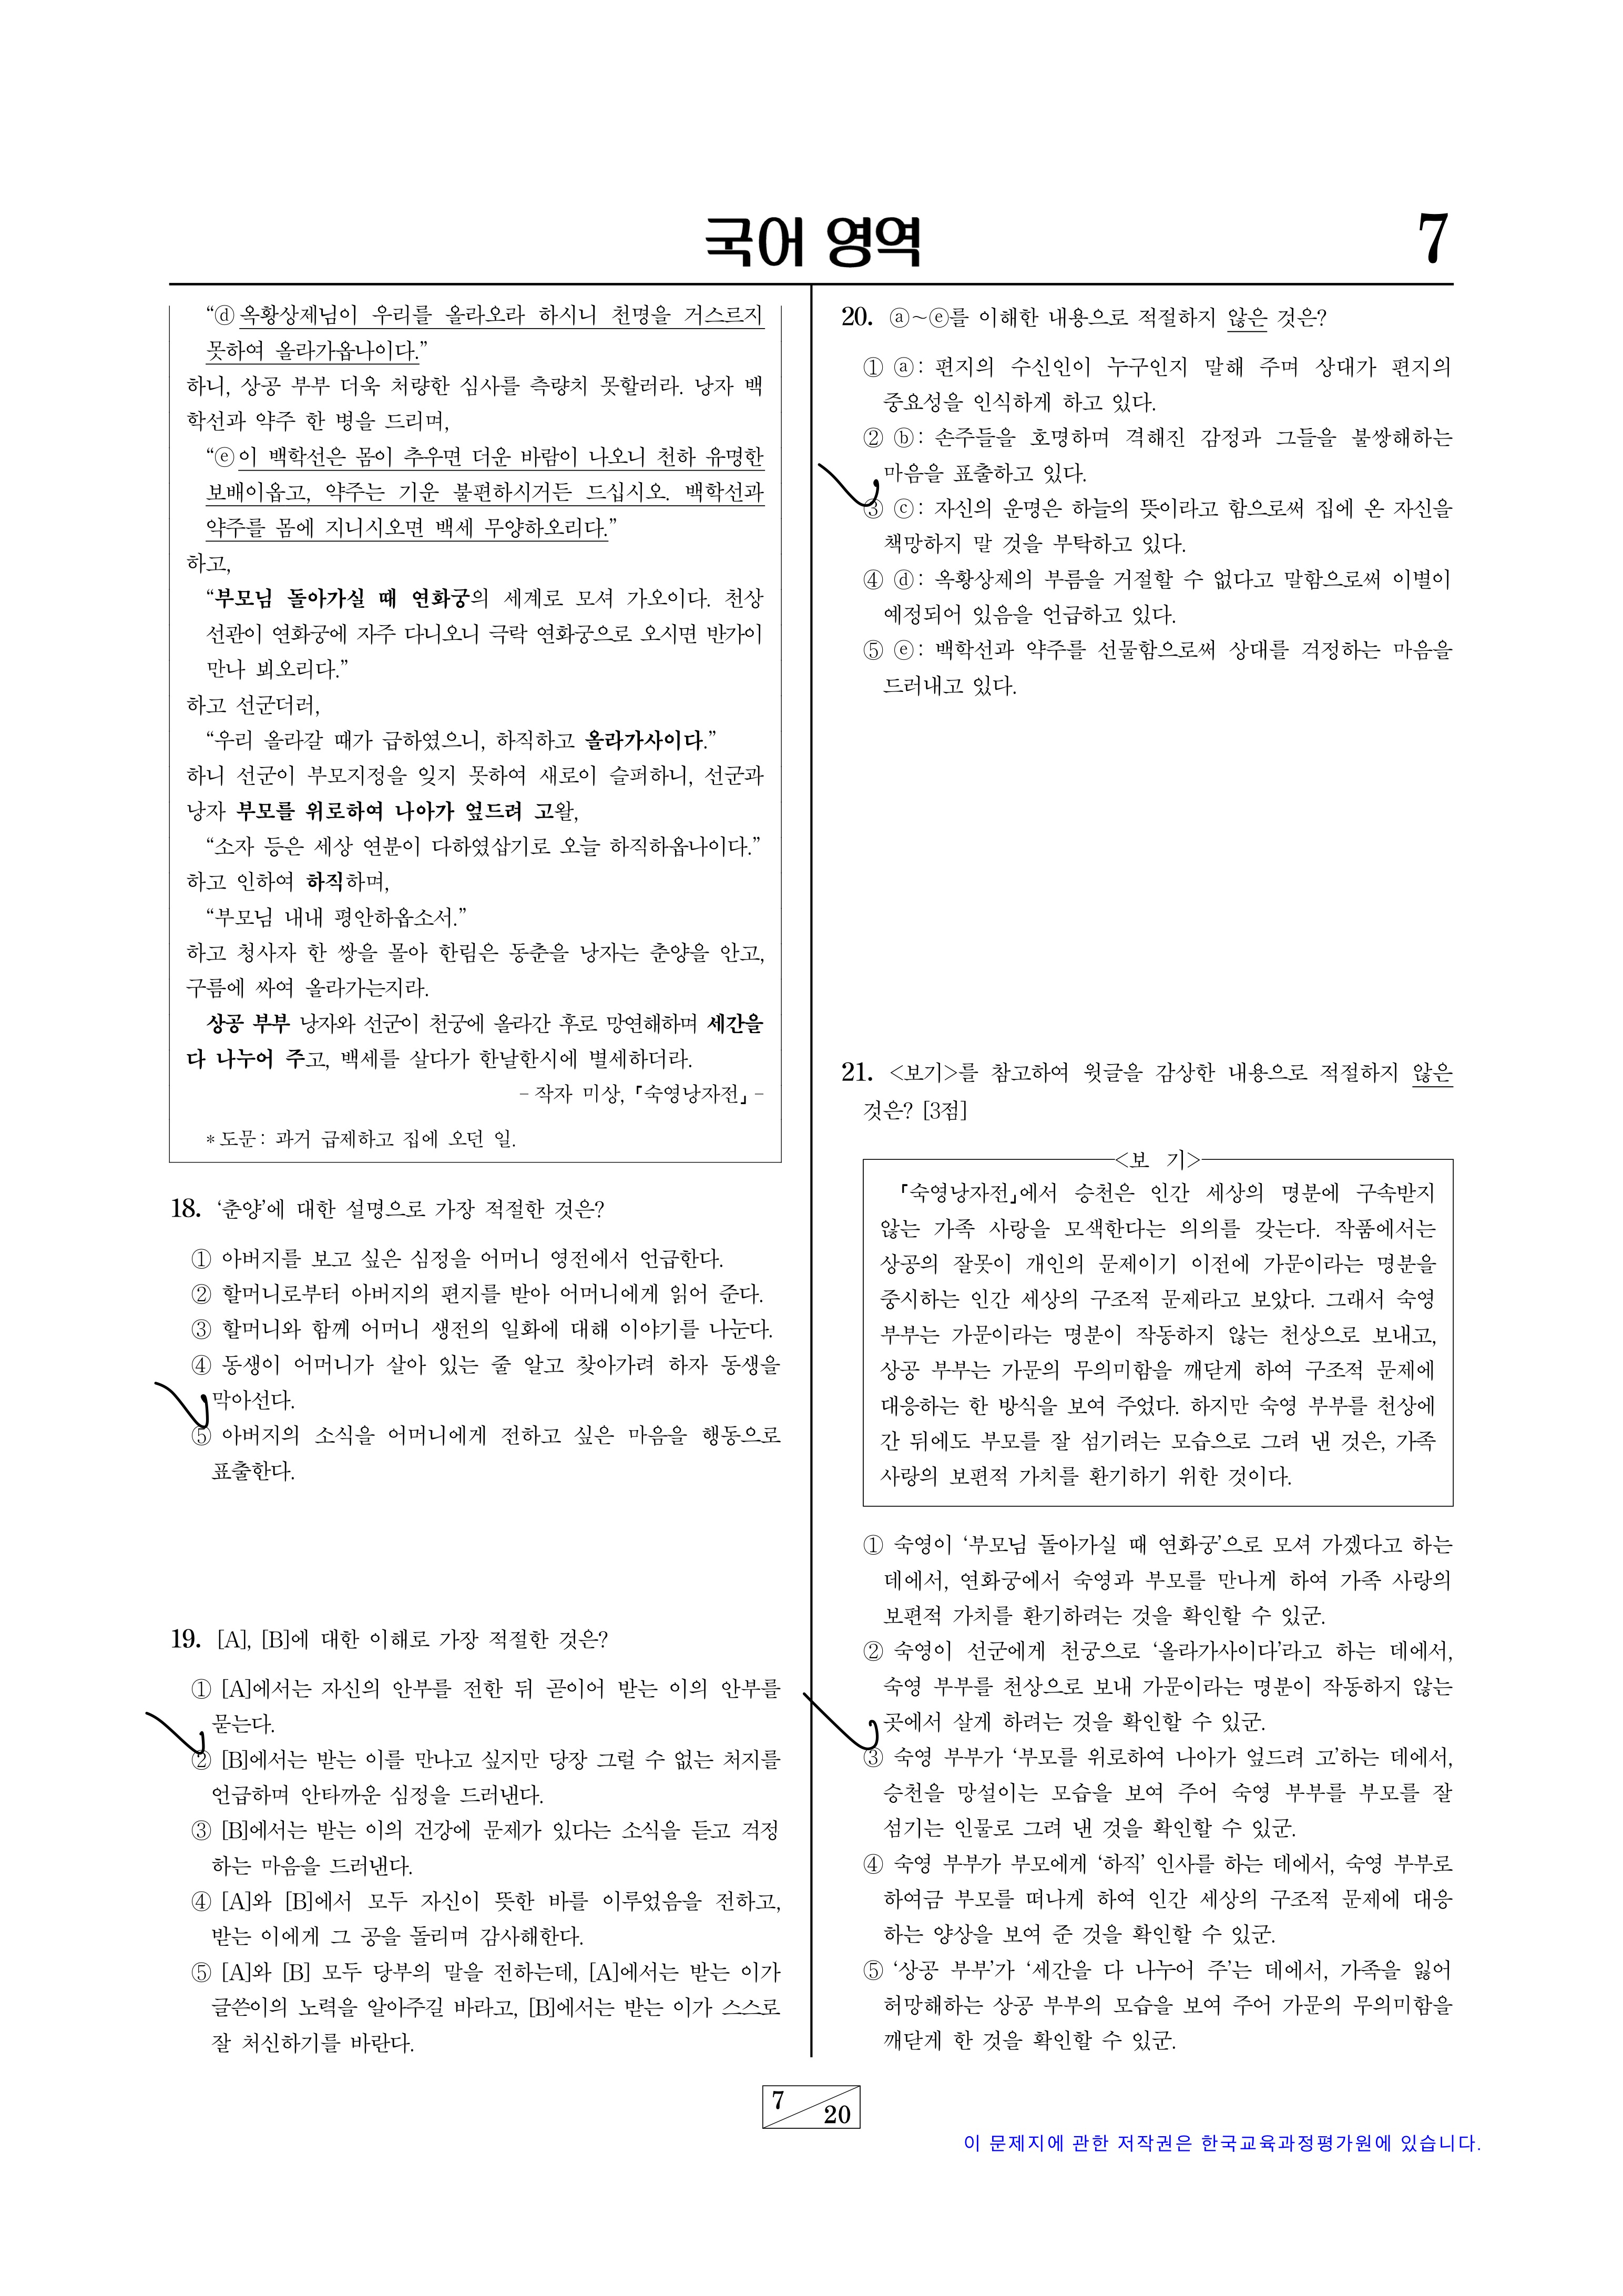 국어 영역
7
“ⓓ옥황상제님이 우리를 올라오라 하시니 천명을 거스르지
못하여 올라가옵나이다.”
하니, 상공 부부 더욱 처량한 심사를 측량치 못할러라. 낭자 백
학선과 약주 한 병을 드리며,
“ⓔ이 백학선은 몸이 추우면 더운 바람이 나오니 천하 유명한
보배이옵고, 약주는 기운 불편하시거든 드십시오. 백학선과
약주를 몸에 지니시오면 백세 무양하오리다.”
하고,
“부모님 돌아가실 때 연화궁의 세계로 모셔 가오이다. 천상
선관이 연화궁에 자주 다니오니 극락 연화궁으로 오시면 반가이
만나 뵈오리다.”
하고 선군더러,
“우리 올라갈 때가 급하였으니, 하직하고 올라가사이다.”
하니 선군이 부모지정을 잊지 못하여 새로이 슬퍼하니, 선군과
낭자 부모를 위로하여 나아가 엎드려 고왈,
“소자 등은 세상 연분이 다하였삽기로 오늘 하직하옵나이다.”
하고 인하여 하직하며,
“부모님 내내 평안하옵소서.”
하고 청사자 한 쌍을 몰아 한림은 동춘을 낭자는 춘양을 안고,
구름에 싸여 올라가는지라.
상공 부부 낭자와 선군이 천궁에 올라간 후로 망연해하며 세간을
다 나누어 주고, 백세를 살다가 한날한시에 별세하더라.
- 작자 미상, 『숙영낭자전』 -
* 도문 : 과거 급제하고 집에 오던 일.
18. ‘춘양’에 대한 설명으로 가장 적절한 것은?
① 아버지를 보고 싶은 심정을 어머니 영전에서 언급한다.
② 할머니로부터 아버지의 편지를 받아 어머니에게 읽어 준다.
③ 할머니와 함께 어머니 생전의 일화에 대해 이야기를 나눈다.
④ 동생이 어머니가 살아 있는 줄 알고 찾아가려 하자 동생을
막아선다.
⑤ 아버지의 소식을 어머니에게 전하고 싶은 마음을 행동으로
표출한다.
19. [A], [B]에 대한 이해로 가장 적절한 것은?
① [A]에서는 자신의 안부를 전한 뒤 곧이어 받는 이의 안부를
묻는다.
② [B]에서는 받는 이를 만나고 싶지만 당장 그럴 수 없는 처지를
언급하며 안타까운 심정을 드러낸다.
③ [B]에서는 받는 이의 건강에 문제가 있다는 소식을 듣고 걱정
하는 마음을 드러낸다.
④ [A]와 [B]에서 모두 자신이 뜻한 바를 이루었음을 전하고,
받는 이에게 그 공을 돌리며 감사해한다.
⑤ [A]와 [B] 모두 당부의 말을 전하는데, [A]에서는 받는 이가
글쓴이의 노력을 알아주길 바라고, [B]에서는 받는 이가 스스로
잘 처신하기를 바란다.
20. ⓐ~ⓔ를 이해한 내용으로 적절하지 않은 것은?
① ⓐ : 편지의 수신인이 누구인지 말해 주며 상대가 편지의
중요성을 인식하게 하고 있다.
② ⓑ : 손주들을 호명하며 격해진 감정과 그들을 불쌍해하는
마음을 표출하고 있다.
③ ⓒ : 자신의 운명은 하늘의 뜻이라고 함으로써 집에 온 자신을
책망하지 말 것을 부탁하고 있다.
④ ⓓ : 옥황상제의 부름을 거절할 수 없다고 말함으로써 이별이
예정되어 있음을 언급하고 있다.
⑤ ⓔ : 백학선과 약주를 선물함으로써 상대를 걱정하는 마음을
드러내고 있다.
21. <보기>를 참고하여 윗글을 감상한 내용으로 적절하지 않은
것은? [3점]
<보 기>
『숙영낭자전』에서 승천은 인간 세상의 명분에 구속받지
않는 가족 사랑을 모색한다는 의의를 갖는다. 작품에서는
상공의 잘못이 개인의 문제이기 이전에 가문이라는 명분을
중시하는 인간 세상의 구조적 문제라고 보았다. 그래서 숙영
부부는 가문이라는 명분이 작동하지 않는 천상으로 보내고,
상공 부부는 가문의 무의미함을 깨닫게 하여 구조적 문제에
대응하는 한 방식을 보여 주었다. 하지만 숙영 부부를 천상에
간 뒤에도 부모를 잘 섬기려는 모습으로 그려 낸 것은, 가족
사랑의 보편적 가치를 환기하기 위한 것이다.
① 숙영이 ‘부모님 돌아가실 때 연화궁’으로 모셔 가겠다고 하는
데에서, 연화궁에서 숙영과 부모를 만나게 하여 가족 사랑의
보편적 가치를 환기하려는 것을 확인할 수 있군.
② 숙영이 선군에게 천궁으로 ‘올라가사이다’라고 하는 데에서,
숙영 부부를 천상으로 보내 가문이라는 명분이 작동하지 않는
곳에서 살게 하려는 것을 확인할 수 있군.
③ 숙영 부부가 ‘부모를 위로하여 나아가 엎드려 고’하는 데에서,
승천을 망설이는 모습을 보여 주어 숙영 부부를 부모를 잘
섬기는 인물로 그려 낸 것을 확인할 수 있군.
④ 숙영 부부가 부모에게 ‘하직’ 인사를 하는 데에서, 숙영 부부로
하여금 부모를 떠나게 하여 인간 세상의 구조적 문제에 대응
하는 양상을 보여 준 것을 확인할 수 있군.
⑤ ‘상공 부부’가 ‘세간을 다 나누어 주’는 데에서, 가족을 잃어
허망해하는 상공 부부의 모습을 보여 주어 가문의 무의미함을
깨닫게 한 것을 확인할 수 있군.
7
20
이 문제지에 관한 저작권은 한국교육과정평가원에 있습니다.